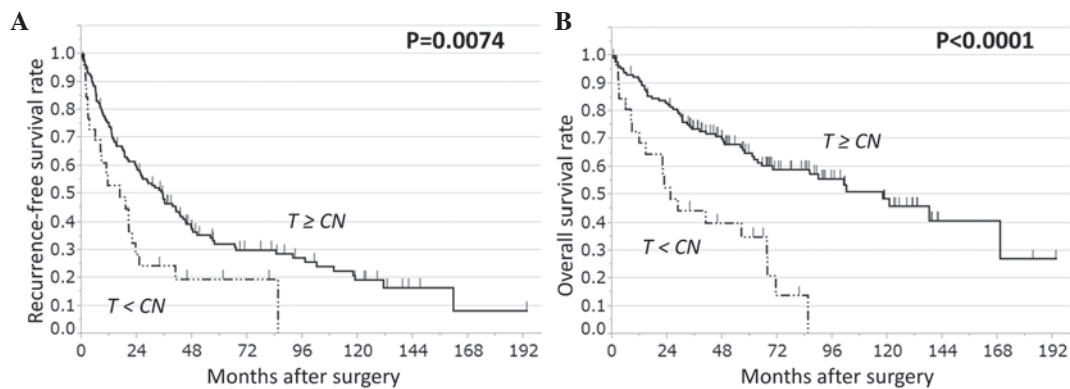 A
P=0.0074
Recurrence-free survival rate
1.0
0.9
0.8
0.7
0.6
0.5
0.4
0.3
0.2
0.1
0.0
T ≥ CN
T < CN
0 24 48 72 96 120 144 168 192
Months after surgery
B
P<0.0001
Overall survival rate
1.0
0.9
0.8
0.7
0.6
0.5
0.4
0.3
0.2
0.1
0.0
T ≥ CN
T < CN
0 24 48 72 96 120 144 168 192
Months after surgery